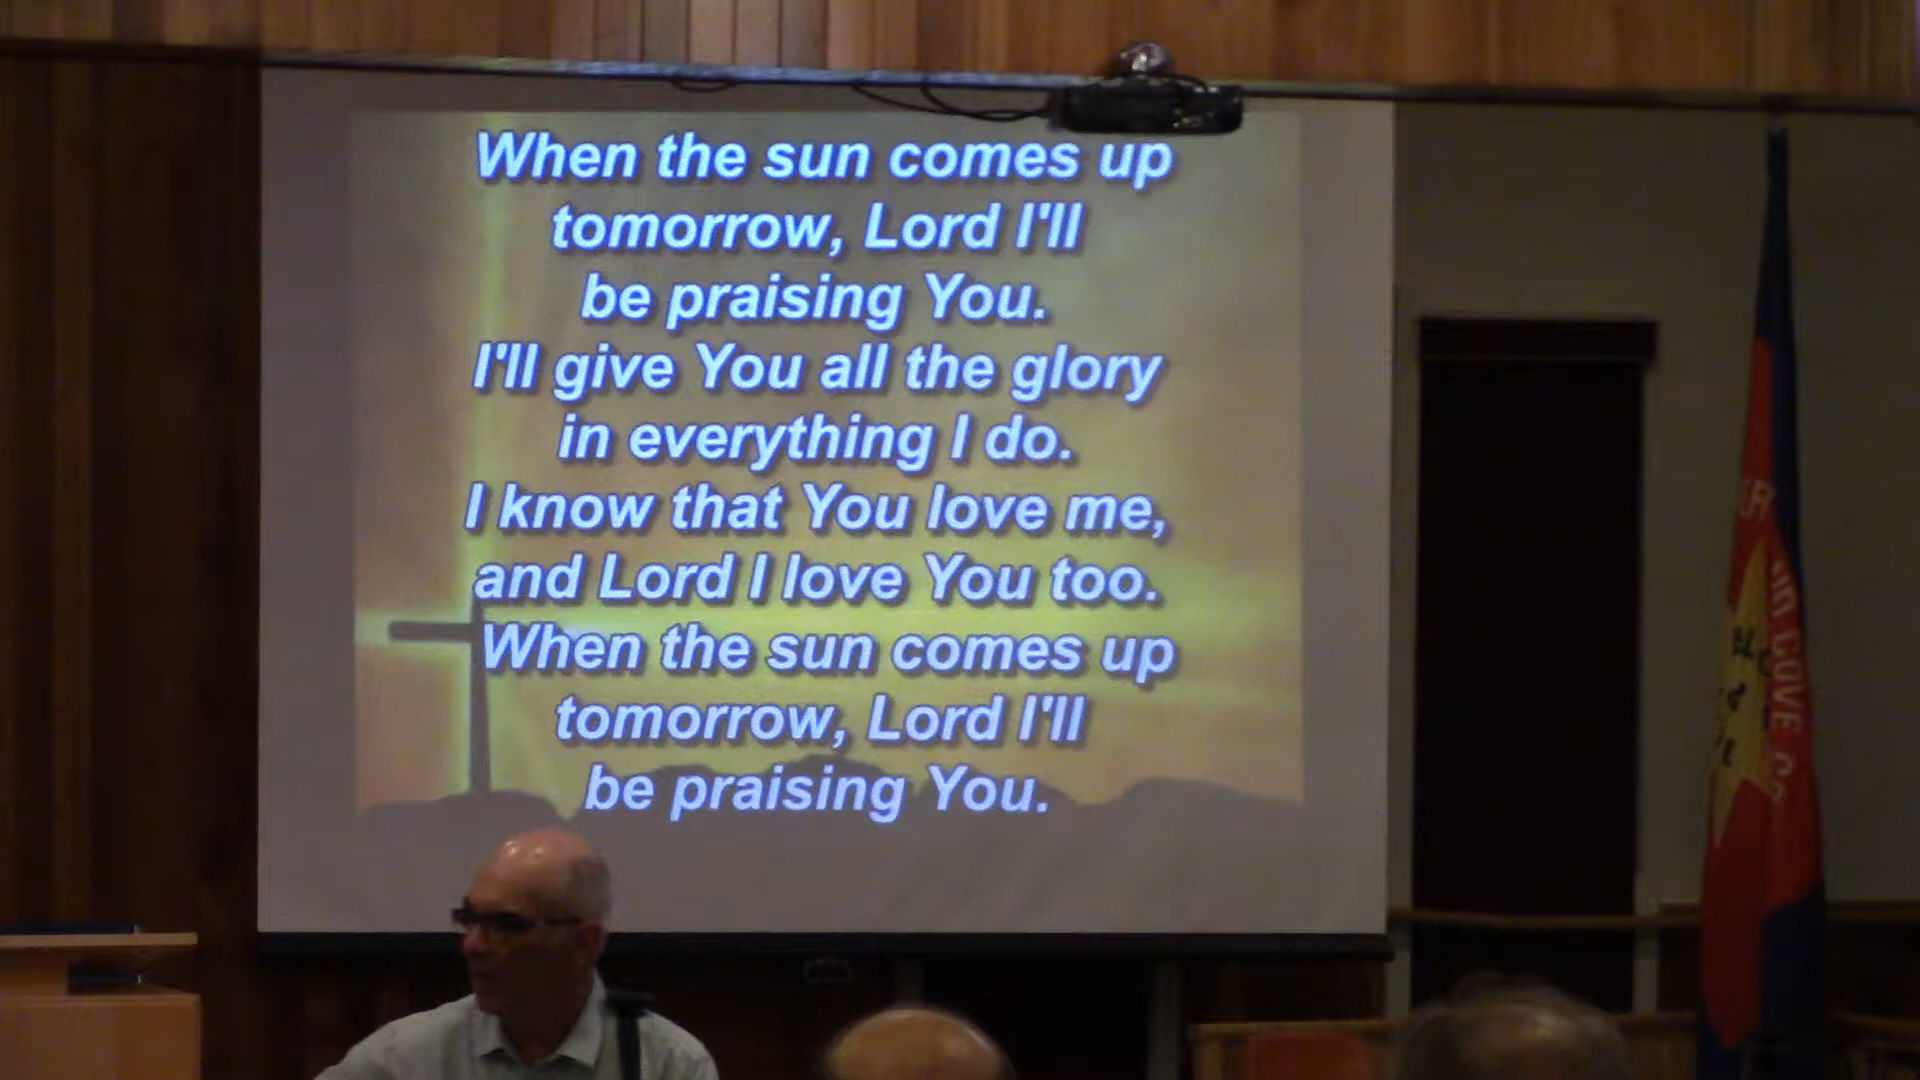 When the sun comes up
tomorrow, Lord I'll
be praising You.
I'll give You all the glory
in everything I do.
I know that You love me,
and Lord I love You too.
When the sun comes up
tomorrow, Lord I'll
be praising You.
COVE